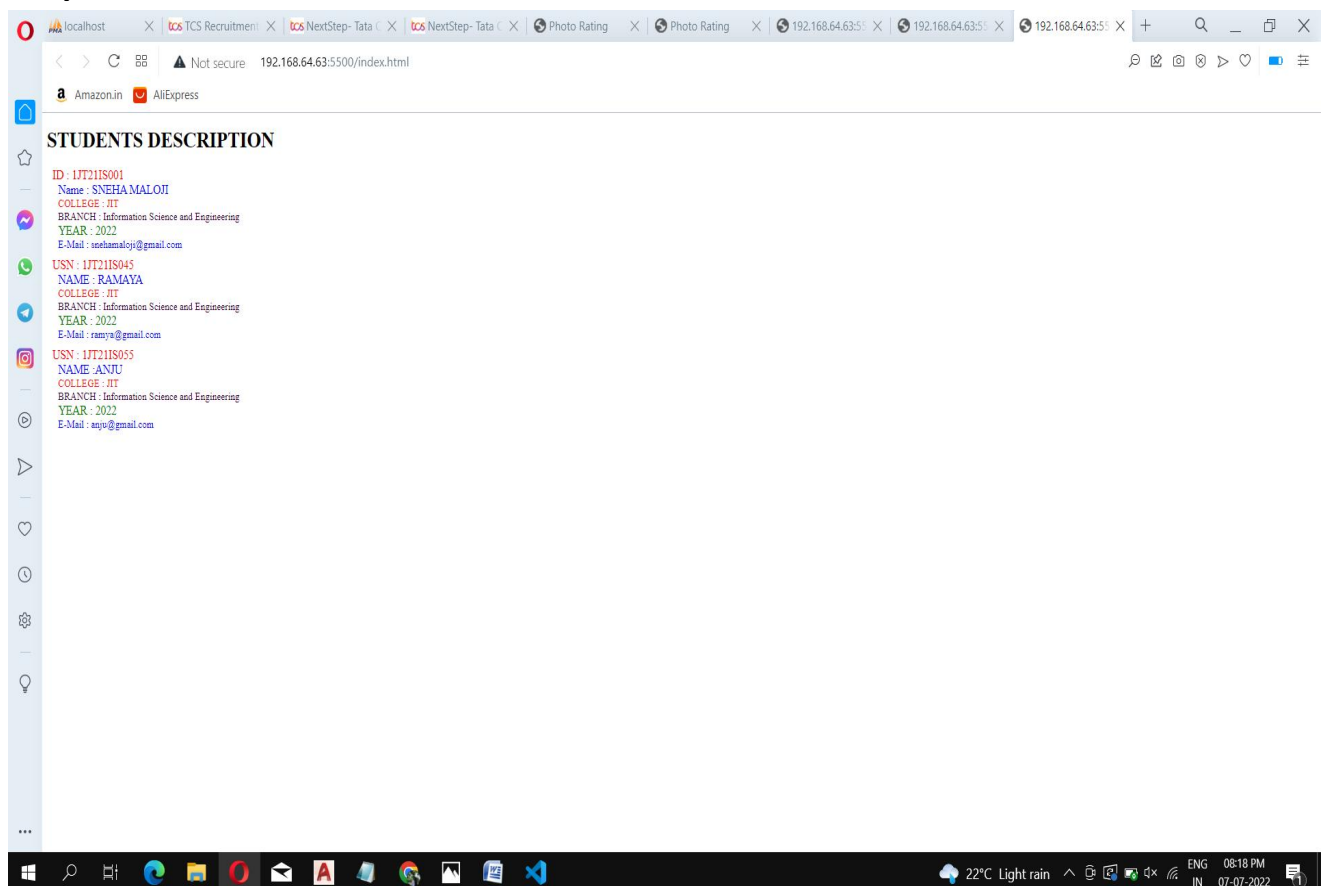 localhost TCS Recruitment NextStep- Tata C NextStep- Tata C Photo Rating Photo Rating 192.168.64.63:55 192.168.64.63:55 192.168.64.63:55
Not secure 192.168.64.63:5500/index.html
Amazon.in AliExpress
STUDENTS DESCRIPTION
ID : 1JT21IS001
Name : SNEHA MALOJI
COLLEGE : JIT
BRANCH : Information Science and Engineering
YEAR : 2022
E-Mail : snehamaloji@gmail.com
USN : 1JT21IS045
NAME : RAMAYA
COLLEGE : JIT
BRANCH : Information Science and Engineering
YEAR : 2022
E-Mail : ramya@gmail.com
USN : 1JT21IS055
NAME :ANJU
COLLEGE : JIT
BRANCH : Information Science and Engineering
YEAR : 2022
E-Mail : anju@gmail.com
22°C Light rain ENG 08:18 PM
IN 07-07-2022